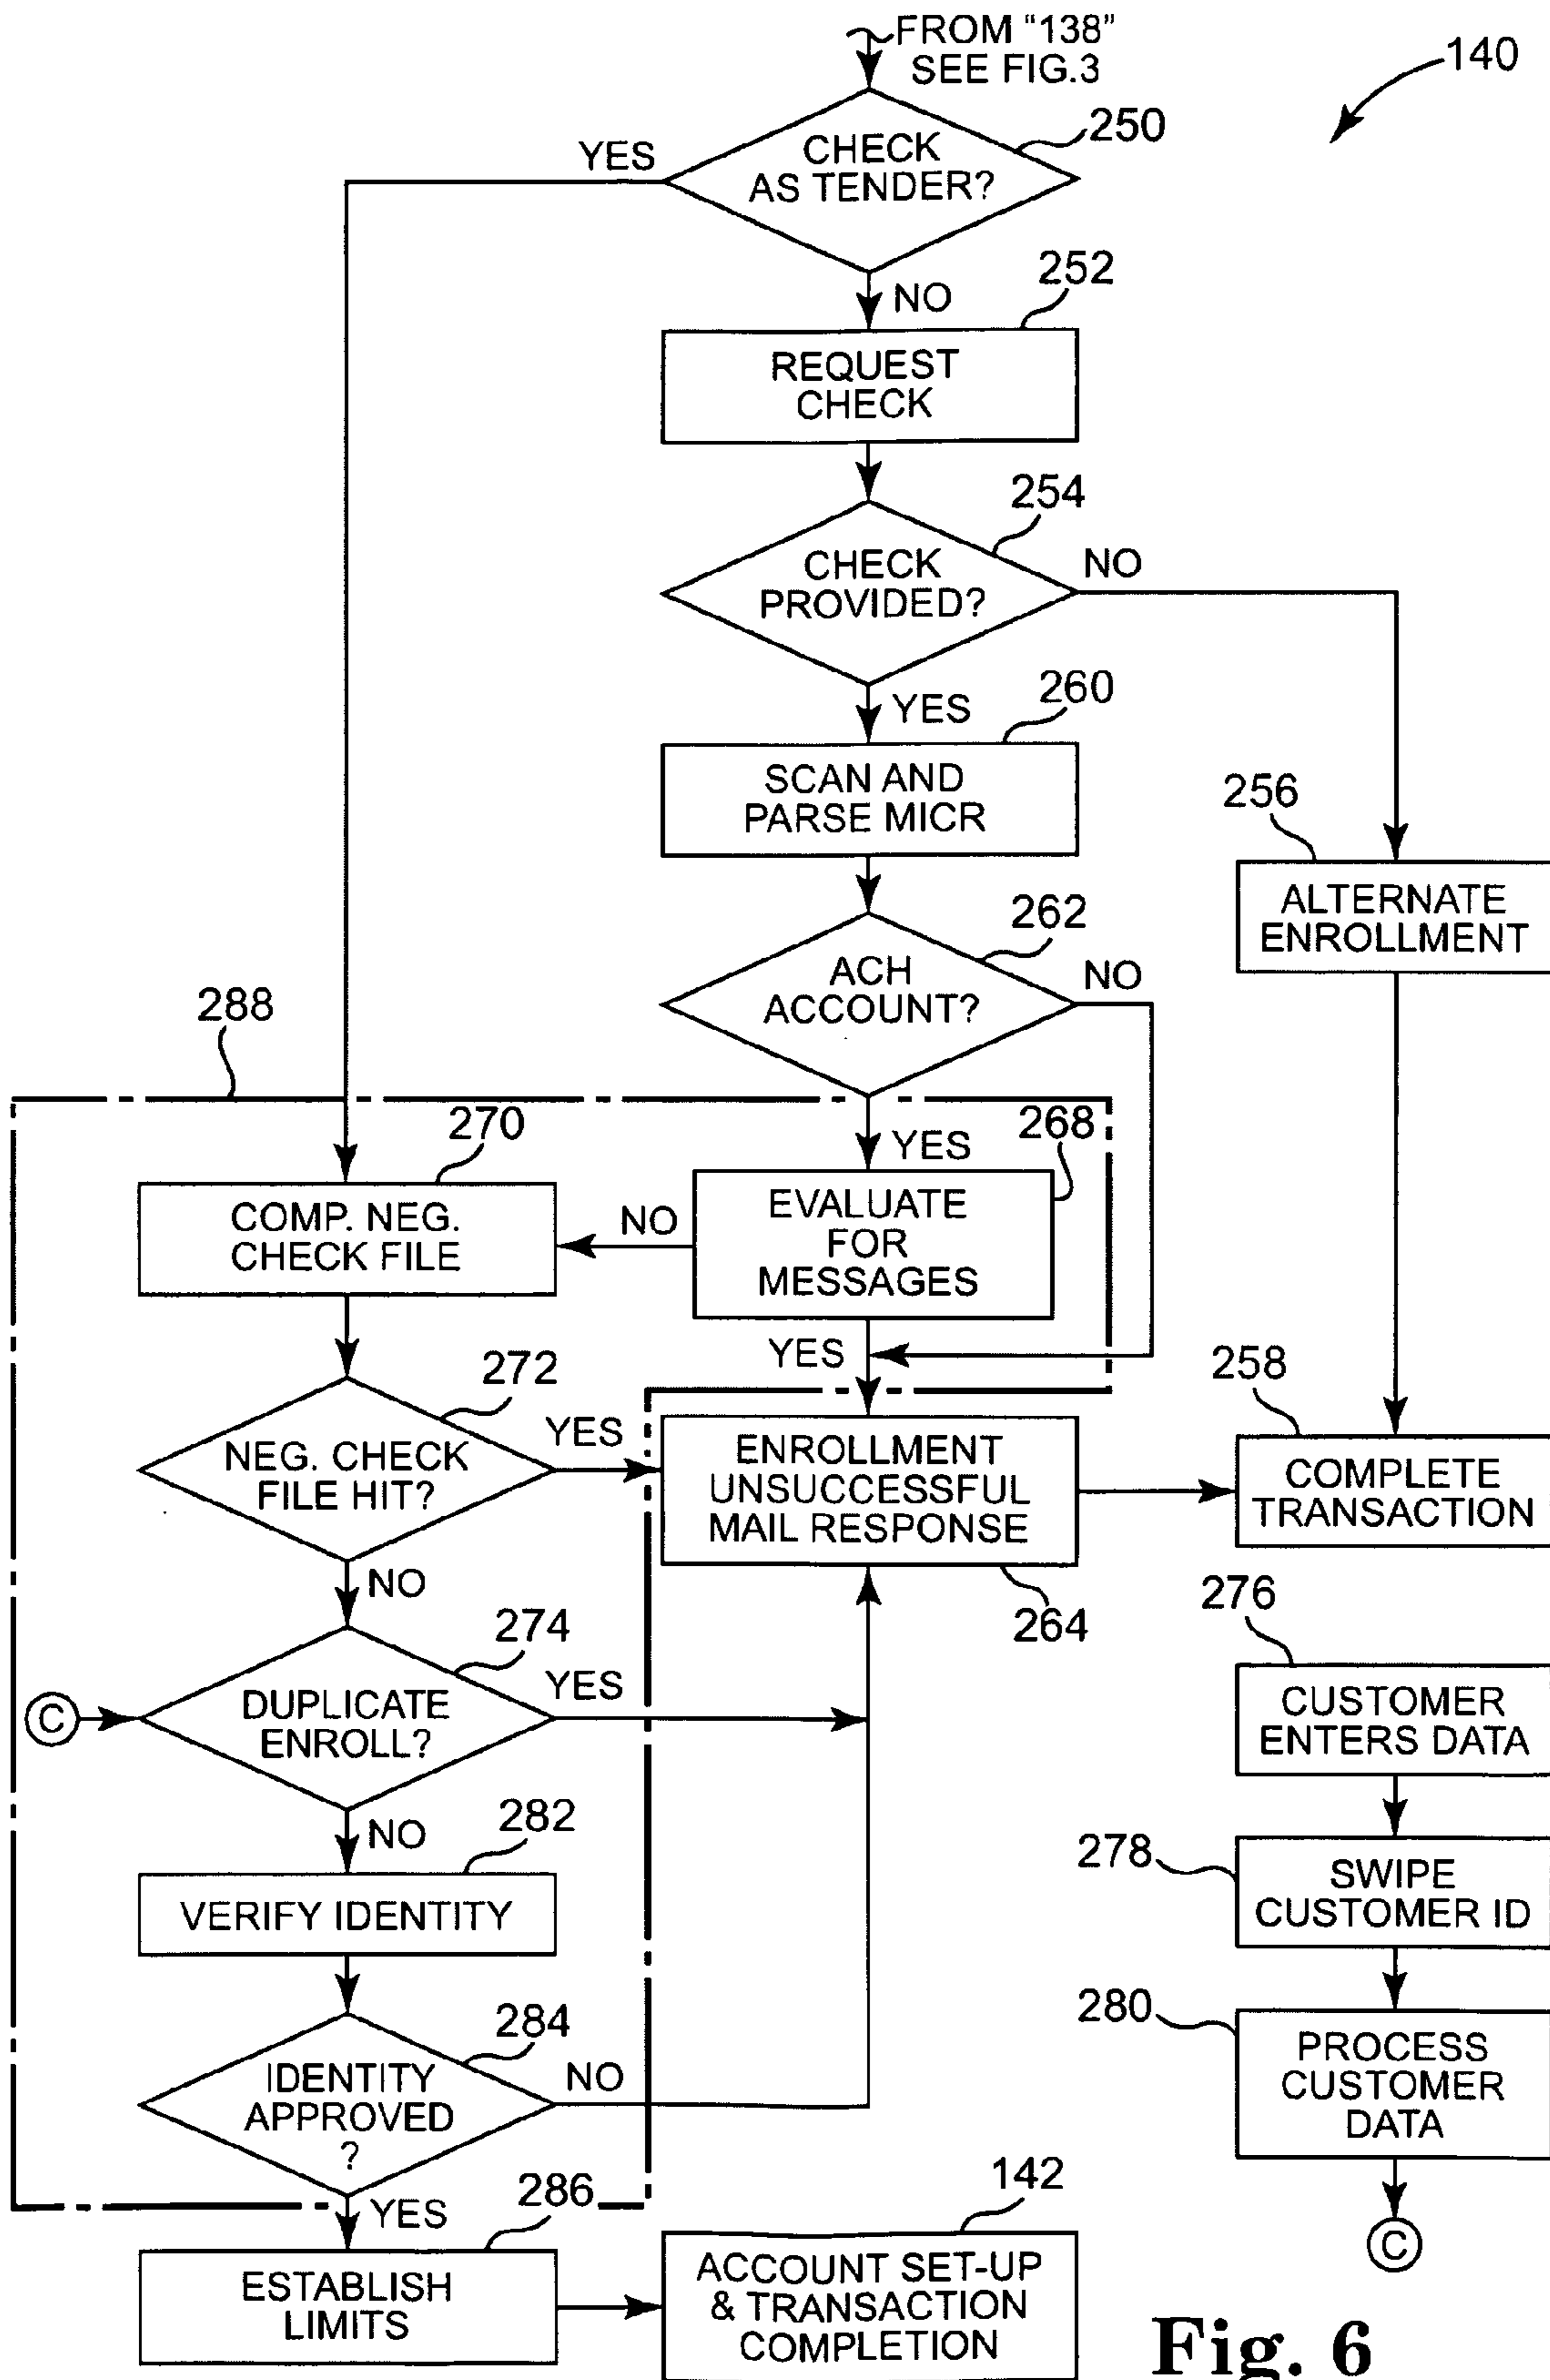 FROM “138”
SEE FIG.3
140
250
CHECK
AS TENDER?
YES
NO
252
REQUEST
CHECK
254
CHECK
PROVIDED?
NO
YES
260
SCAN AND
PARSE MICR
256
ALTERNATE
ENROLLMENT
262
ACH
ACCOUNT?
NO
288
YES
268
270
COMP. NEG.
CHECK FILE
NO
EVALUATE
FOR
MESSAGES
YES
272
NEG. CHECK
FILE HIT?
YES
ENROLLMENT
UNSUCCESSFUL
MAIL RESPONSE
264
258
COMPLETE
TRANSACTION
NO
274
DUPLICATE
ENROLL?
YES
C
276
CUSTOMER
ENTERS DATA
NO
282
VERIFY IDENTITY
278
SWIPE
CUSTOMER ID
284
IDENTITY
APPROVED
?
NO
280
PROCESS
CUSTOMER
DATA
C
YES
286
ESTABLISH
LIMITS
142
ACCOUNT SET-UP
& TRANSACTION
COMPLETION
Fig. 6